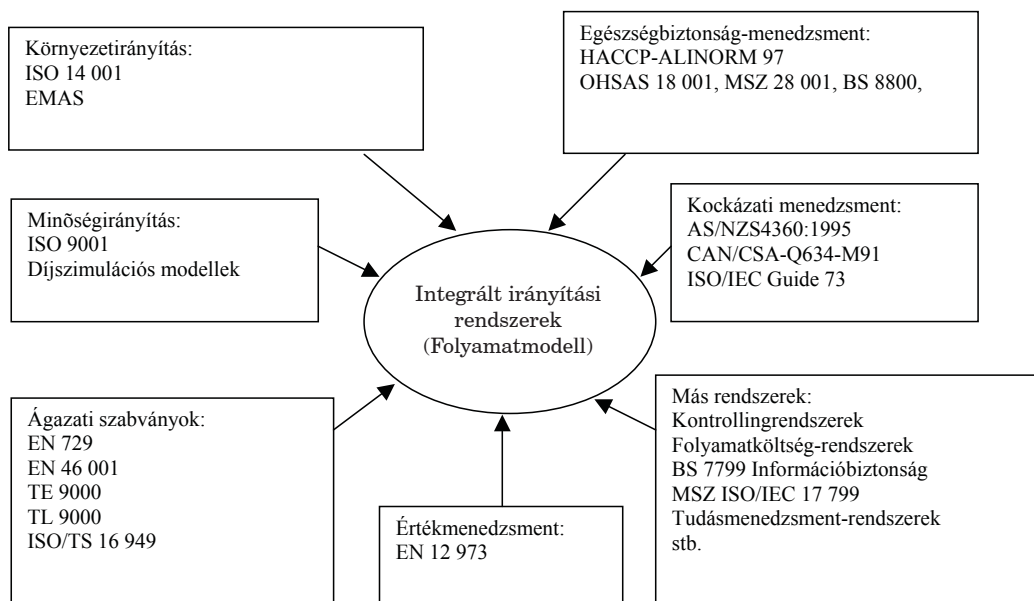 Környezetirányítás:
ISO 14 001
EMAS
Egészségbiztonság-menedzsment:
HACCP-ALINORM 97
OHSAS 18 001, MSZ 28 001, BS 8800,
Minõségirányítás:
ISO 9001
Díjszimulációs modellek
Kockázati menedzsment:
AS/NZS4360:1995
CAN/CSA-Q634-M91
ISO/IEC Guide 73
Integrált irányítási
rendszerek
(Folyamatmodell)
Ágazati szabványok:
EN 729
EN 46 001
TE 9000
TL 9000
ISO/TS 16 949
Értékmenedzsment:
EN 12 973
Más rendszerek:
Kontrollingrendszerek
Folyamatköltség-rendszerek
BS 7799 Információbiztonság
MSZ ISO/IEC 17 799
Tudásmenedzsment-rendszerek
stb.